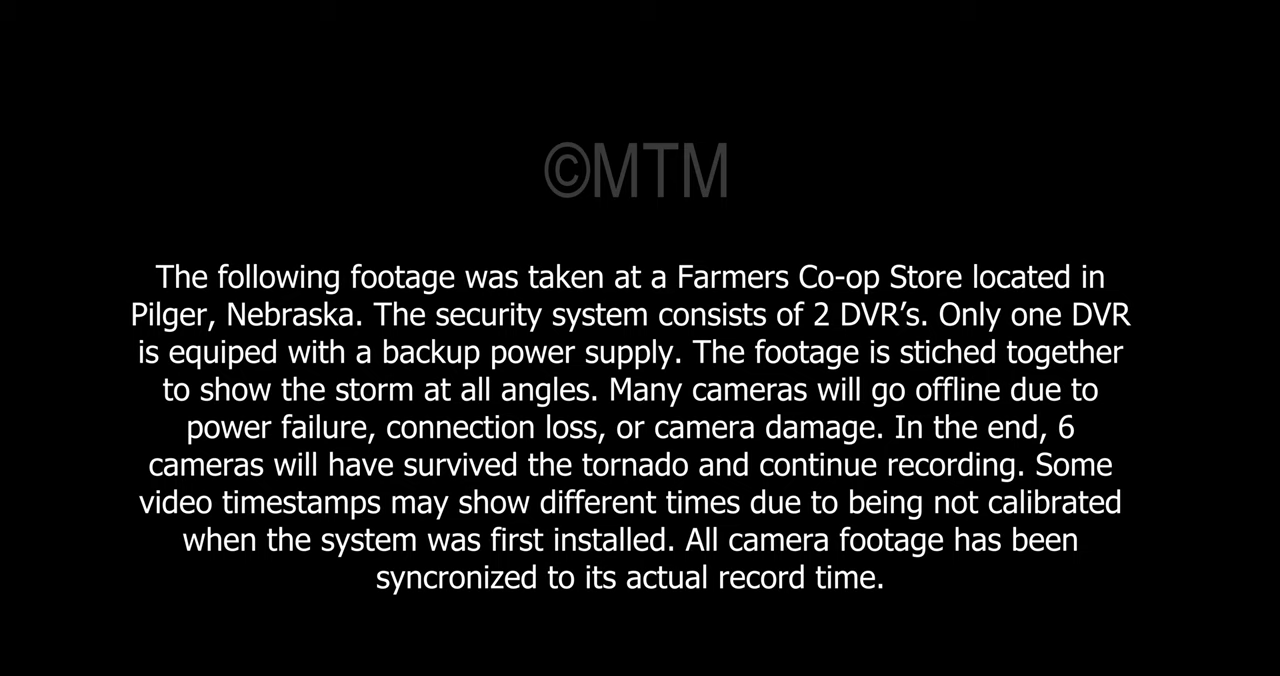 ©MTM
The following footage was taken at a Farmers Co-op Store located in
Pilger, Nebraska. The security system consists of 2 DVR’s. Only one DVR
is equiped with a backup power supply. The footage is stiched together
to show the storm at all angles. Many cameras will go offline due to
power failure, connection loss, or camera damage. In the end, 6
cameras will have survived the tornado and continue recording. Some
video timestamps may show different times due to being not calibrated
when the system was first installed. All camera footage has been
syncronized to its actual record time.